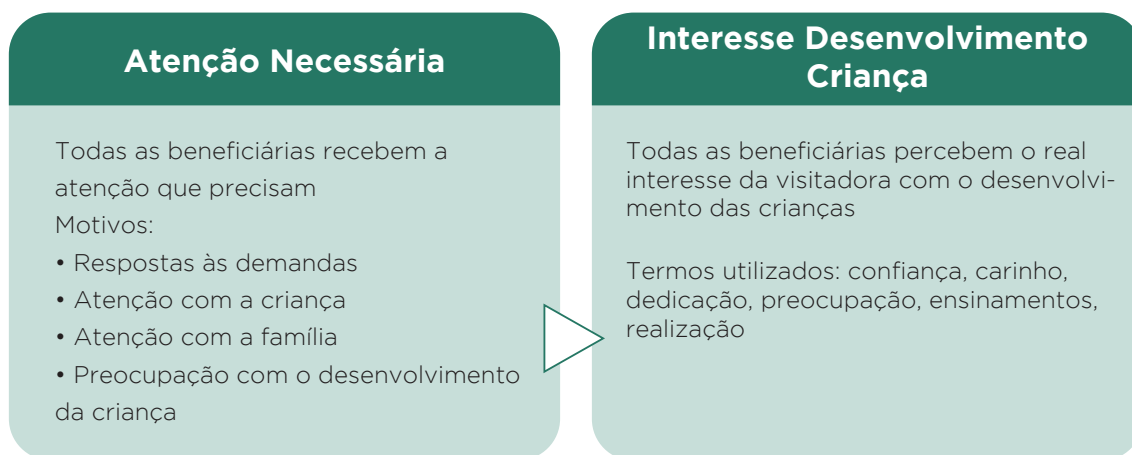 Atenção Necessária
Todas as beneficiárias recebem a
atenção que precisam
Motivos:
• Respostas às demandas
• Atenção com a criança
• Atenção com a família
• Preocupação com o desenvolvimento
da criança
Interesse Desenvolvimento
Criança
Todas as beneficiárias percebem o real
interesse da visitadora com o desenvolvi-
mento das crianças
Termos utilizados: confiança, carinho,
dedicação, preocupação, ensinamentos,
realização